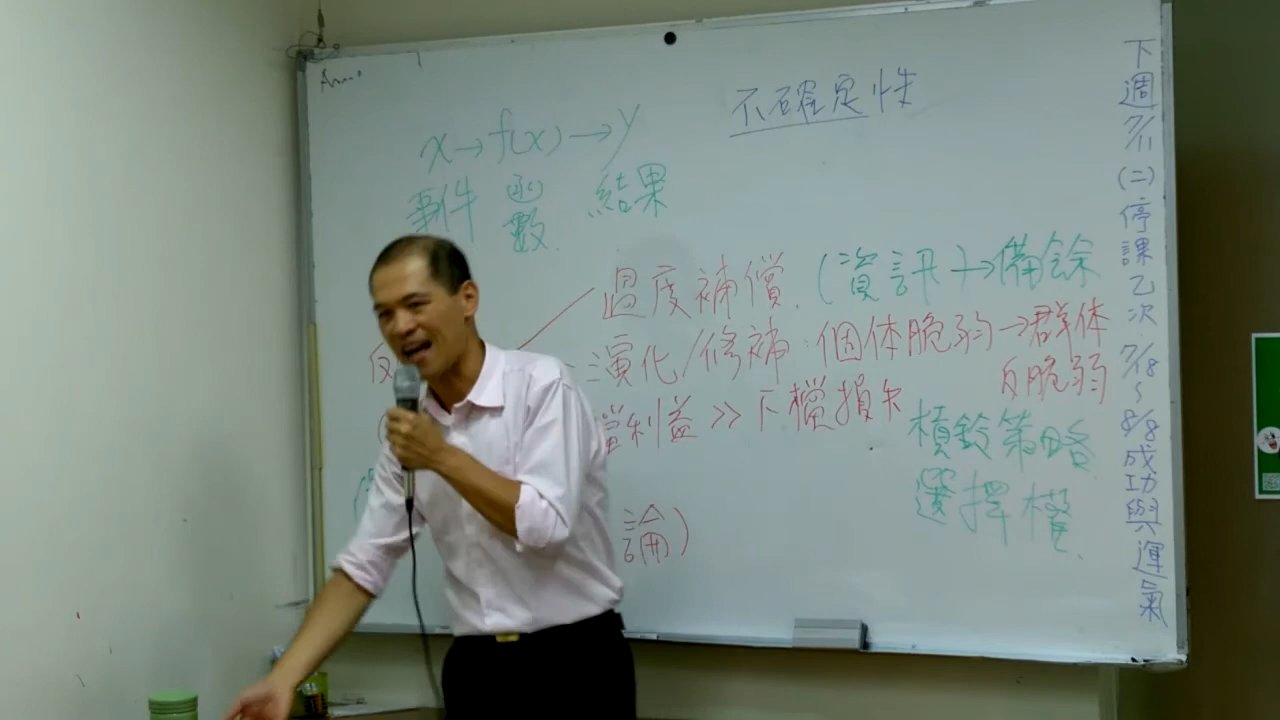 不確定性
x→f(x)→y
事件 函數 結果
過度補償 (資訊)→備餘
反
演化/修補:個体脆弱→群体反脆弱
檔利益>>下檔損失
槓鈴策略
選擇權
論)
下週7/11(二)停課乙次 7/18~8/8成功與運氣